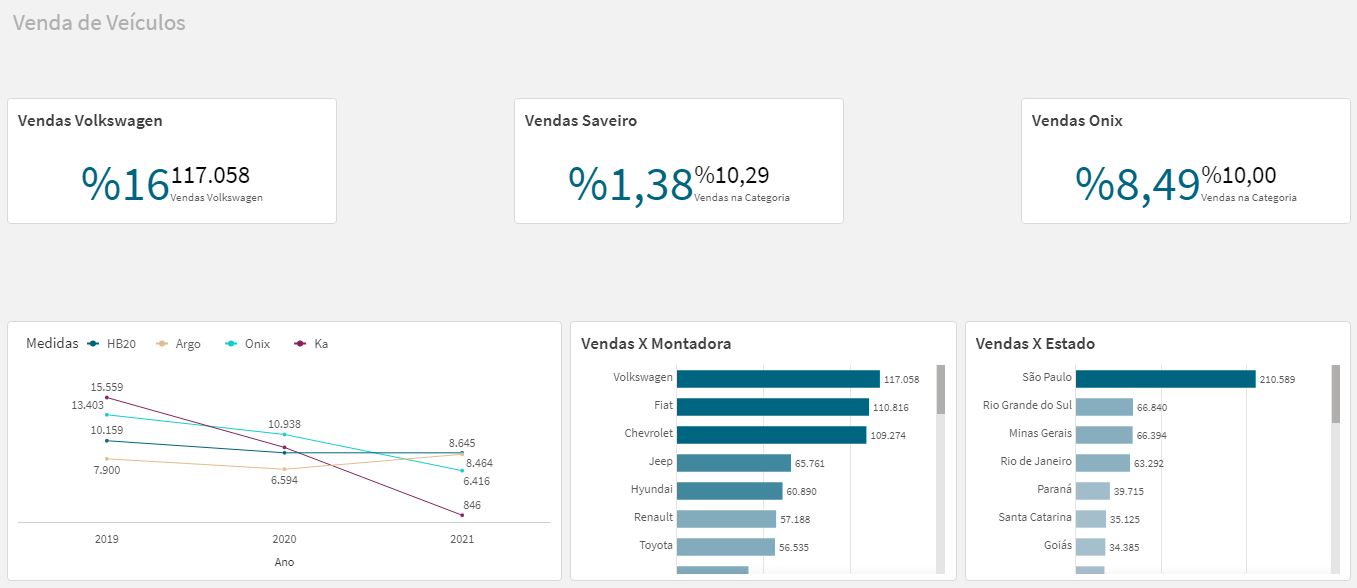 Venda de Veículos
Vendas Volkswagen
%16
117.058
Vendas Volkswagen
Vendas Saveiro
%1,38
%10,29
Vendas na Categoria
Vendas Onix
%8,49
%10,00
Vendas na Categoria
Medidas HB20 Argo Onix Ka
15.559
13.403
10.159
7.900
10.938
6.594
8.645
8.464
6.416
846
2019 2020 2021
Ano
Vendas X Montadora
Volkswagen 117.058
Fiat 110.816
Chevrolet 109.274
Jeep 65.761
Hyundai 60.890
Renault 57.188
Toyota 56.535
Vendas X Estado
São Paulo 210.589
Rio Grande do Sul 66.840
Minas Gerais 66.394
Rio de Janeiro 63.292
Paraná 39.715
Santa Catarina 35.125
Goiás 34.385